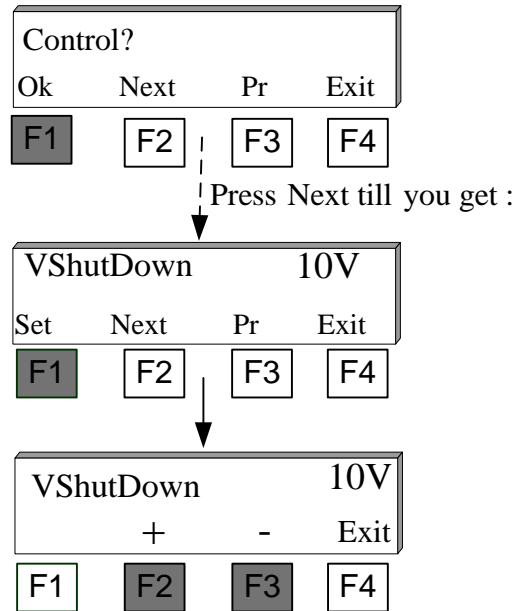 Control?
Ok Next Pr Exit
F1 F2 F3 F4
Press Next till you get :
VShutDown 10V
Set Next Pr Exit
F1 F2 F3 F4
VShutDown 10V
+ - Exit
F1 F2 F3 F4